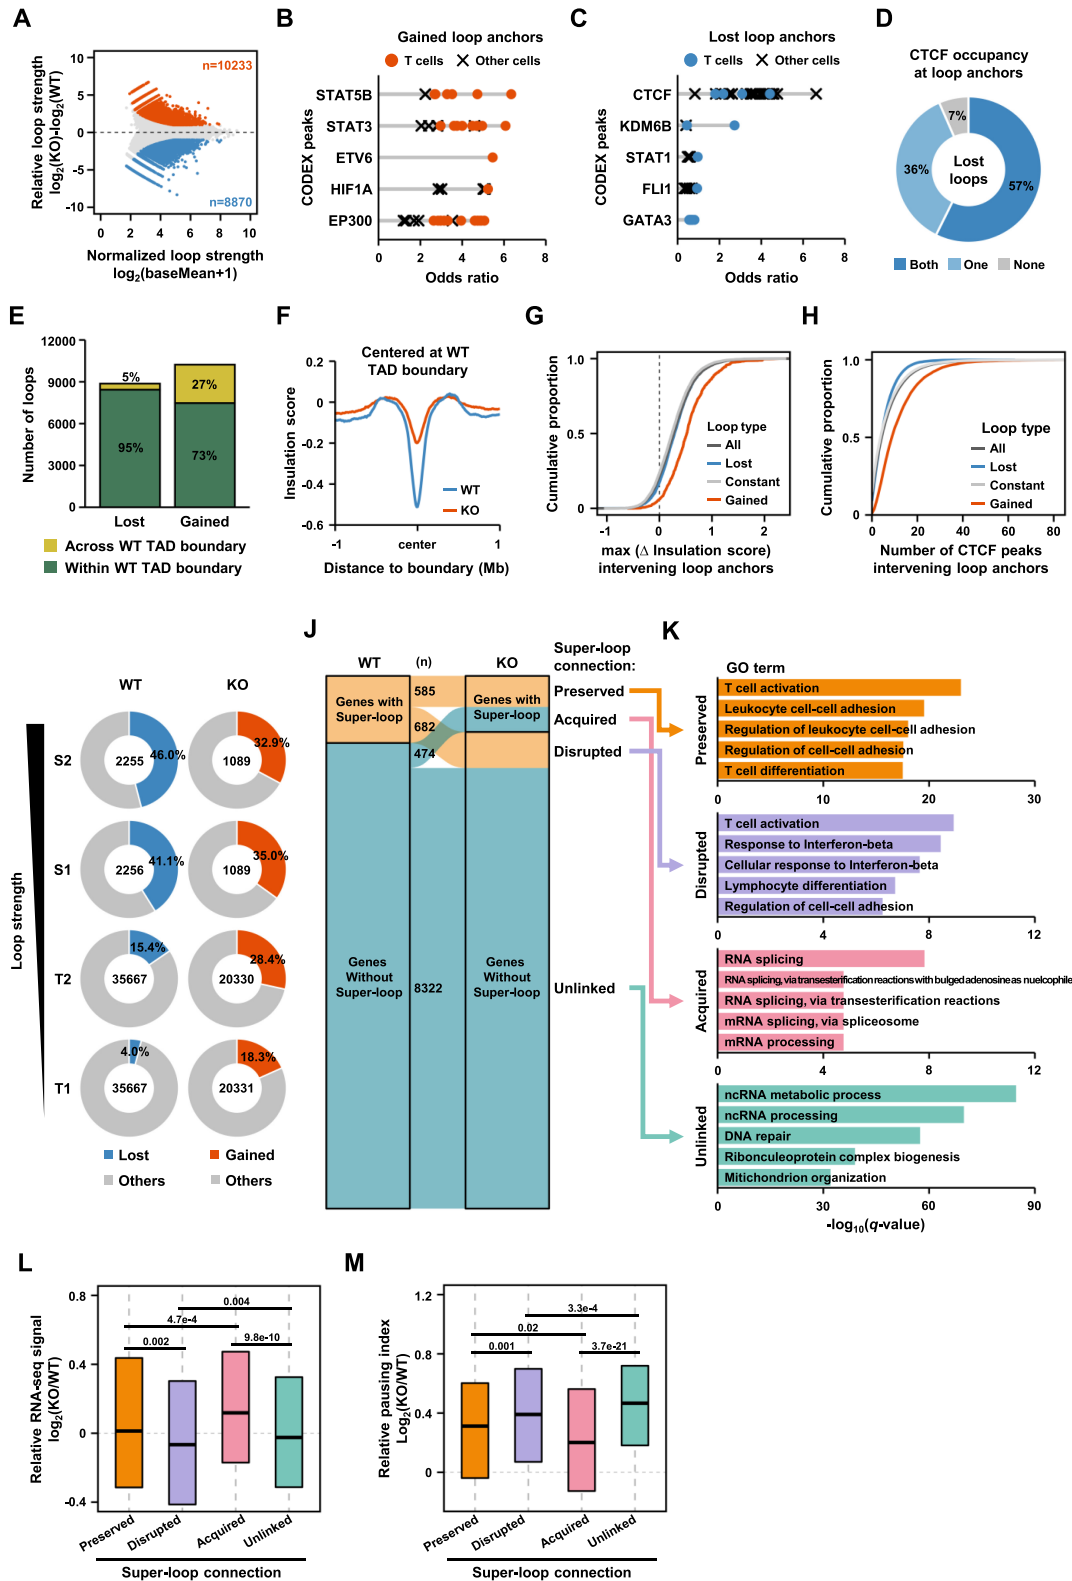 A
Relative loop strength
log2(KO)-log2(WT)
10
5
0
-5
-10
n=10233
n=8870
0 2 4 6 8 10
Normalized loop strength
log2(baseMean+1)
B
Gained loop anchors
T cells Other cells
CODEX peaks
STAT5B
STAT3
ETV6
HIF1A
EP300
0 2 4 6 8
Odds ratio
C
Lost loop anchors
T cells Other cells
CODEX peaks
CTCF
KDM6B
STAT1
FLI1
GATA3
0 2 4 6 8
Odds ratio
D
CTCF occupancy
at loop anchors
7%
36%
57%
Lost
loops
Both One None
E
Number of loops
12000
9000
6000
3000
0
5%
95%
27%
73%
Lost Gained
Across WT TAD boundary
Within WT TAD boundary
F
Centered at WT
TAD boundary
Insulation score
0.2
0
-0.2
-0.4
-0.6
WT
KO
-1 center 1
Distance to boundary (Mb)
G
Cumulative proportion
1.0
0.5
0
Loop type
All
Lost
Constant
Gained
-1 0 1 2
max (Δ Insulation score)
intervening loop anchors
H
Cumulative proportion
1.0
0.5
0
Loop type
All
Lost
Constant
Gained
0 20 40 60 80
Number of CTCF peaks
intervening loop anchors
Loop strength
WT KO
S2
2255
46.0%
1089
32.9%
S1
2256
41.1%
1089
35.0%
T2
35667
15.4%
20330
28.4%
T1
35667
4.0%
20331
18.3%
Lost Gained
Others Others
J
WT (n) KO
Super-loop
connection:
Genes with
Super-loop
585
682
474
Genes with
Super-loop
Preserved
Acquired
Disrupted
Genes
Without
Super-loop
8322
Genes
Without
Super-loop
Unlinked
K
GO term
Preserved
T cell activation
Leukocyte cell-cell adhesion
Regulation of leukocyte cell-cell adhesion
Regulation of cell-cell adhesion
T cell differentiation
0 10 20 30
Disrupted
T cell activation
Response to Interferon-beta
Cellular response to Interferon-beta
Lymphocyte differentiation
Regulation of cell-cell adhesion
0 4 8 12
Acquired
RNA splicing
RNA splicing, via transesterification reactions with bulged adenosine as nuelcophile
RNA splicing, via transesterification reactions
mRNA splicing, via spliceosome
mRNA processing
0 4 8 12
Unlinked
ncRNA metabolic process
ncRNA processing
DNA repair
Ribonculeoprotein complex biogenesis
Mitichondrion organization
0 30 60 90
-log10(q-value)
L
Relative RNA-seq signal
log2(KO/WT)
0.8
0.4
0
-0.4
0.004
4.7e-4
0.002
9.8e-10
Preserved Disrupted Acquired Unlinked
Super-loop connection
M
Relative pausing index
Log2(KO/WT)
1.2
0.8
0.4
0
3.3e-4
0.02
0.001
3.7e-21
Preserved Disrupted Acquired Unlinked
Super-loop connection